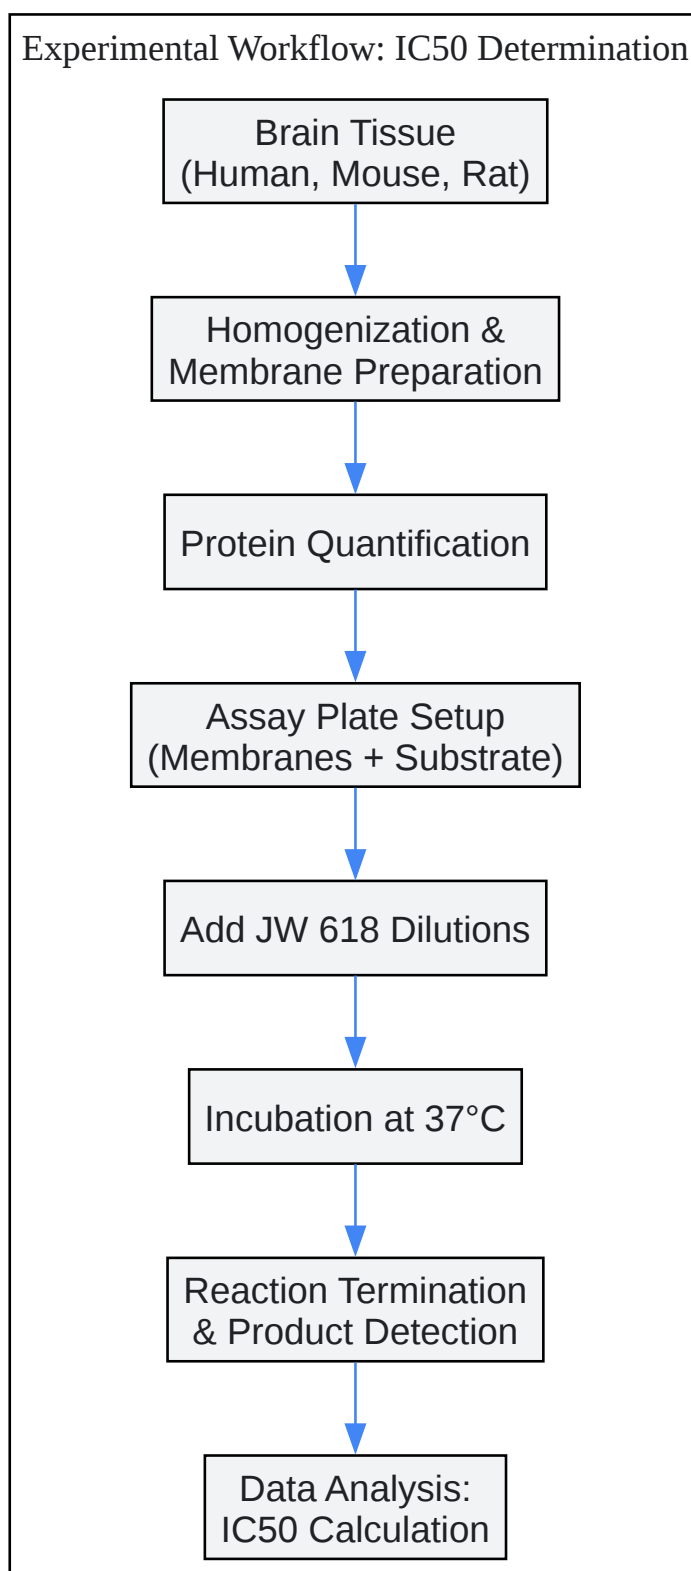 Experimental Workflow: IC50 Determination
Brain Tissue
(Human, Mouse, Rat)
Homogenization &
Membrane Preparation
Protein Quantification
Assay Plate Setup
(Membranes + Substrate)
Add JW 618 Dilutions
Incubation at 37°C
Reaction Termination
& Product Detection
Data Analysis:
IC50 Calculation